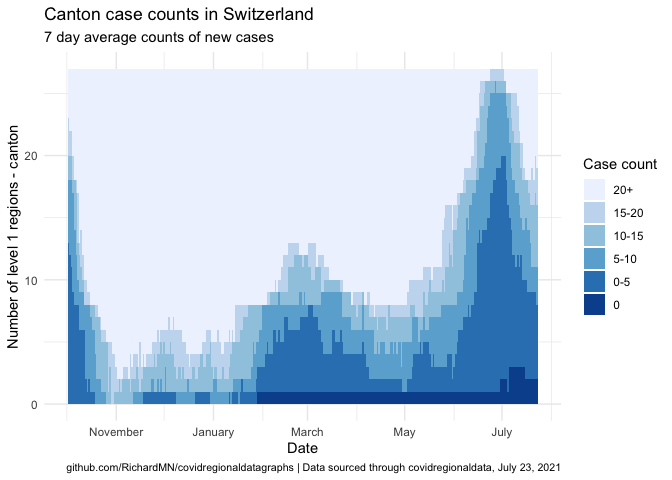 Canton case counts in Switzerland
7 day average counts of new cases
Number of level 1 regions - canton
20
10
0
November January March May July
Date
Case count
20+
15-20
10-15
5-10
0-5
0
github.com/RichardMN/covidregionaldatagraphs | Data sourced through covidregionaldata, July 23, 2021